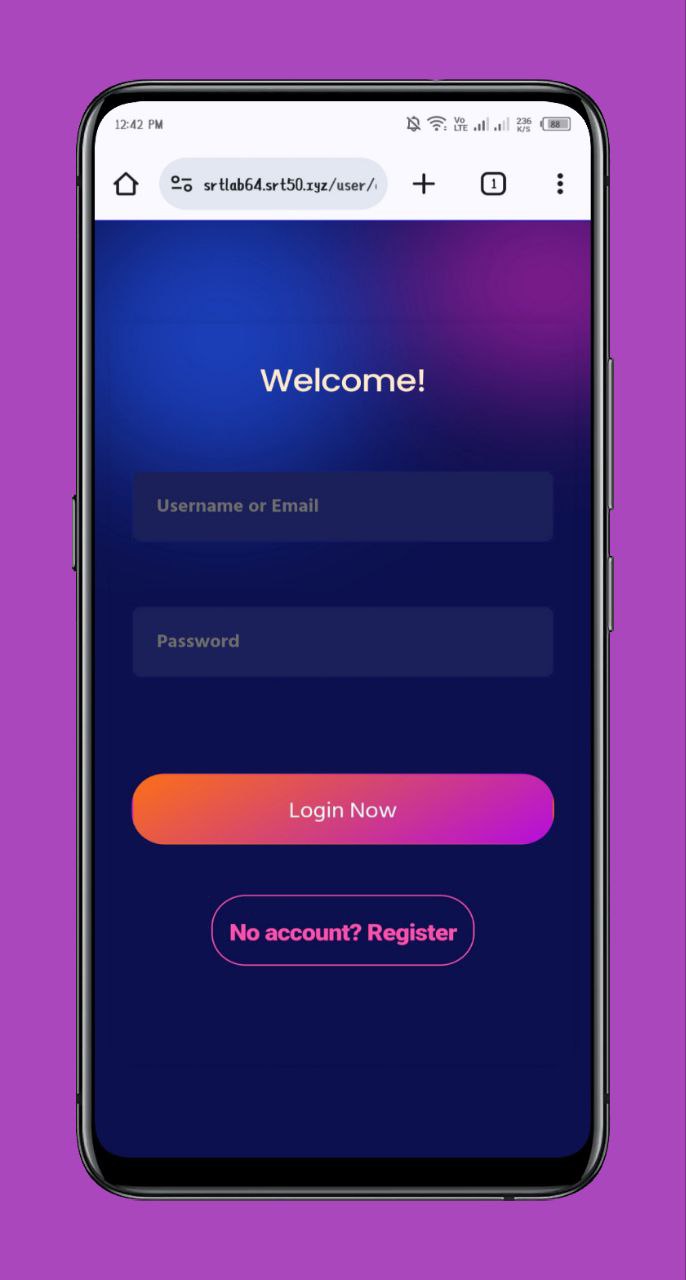 12:42 PM Vo LTE 236 K/S 88
srtlab64.srt50.xyz/user/ 1
Welcome!
Username or Email
Password
Login Now
No account? Register